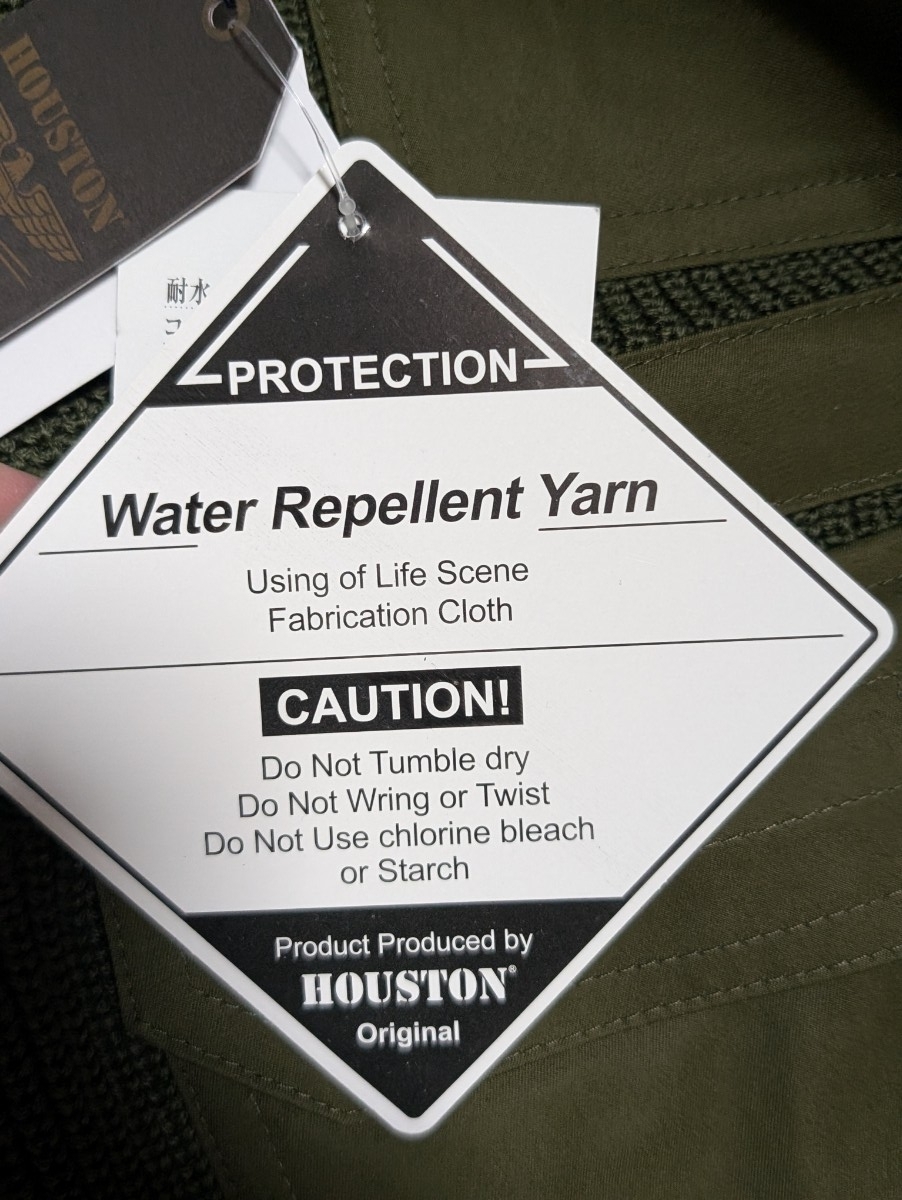 HOUSTON
耐水
コ
PROTECTION
Water Repellent Yarn
Using of Life Scene
Fabrication Cloth
CAUTION!
Do Not Tumble dry
Do Not Wring or Twist
Do Not Use chlorine bleach
or Starch
Product Produced by
HOUSTON®
Original